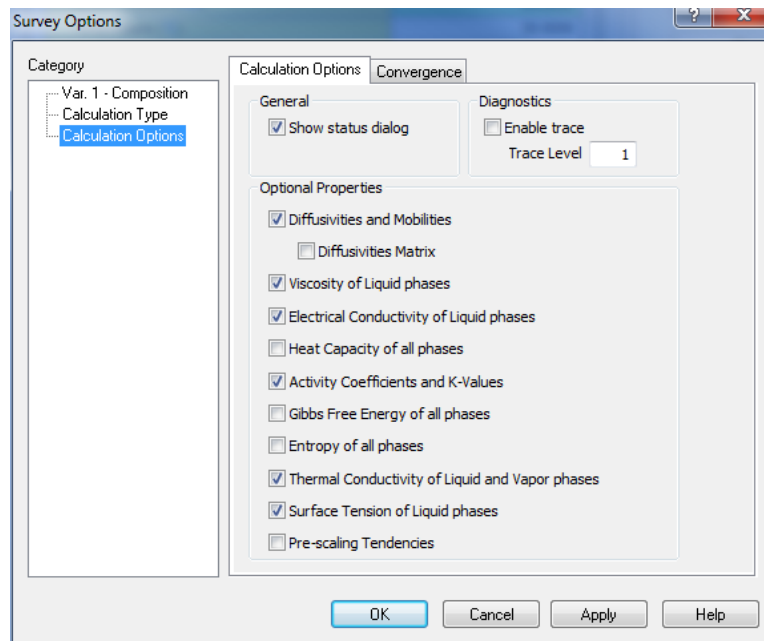 Survey Options
?
X
Category
Var. 1 - Composition
Calculation Type
Calculation Options
Calculation Options
Convergence
General
Show status dialog
Diagnostics
Enable trace
Trace Level 1
Optional Properties
Diffusivities and Mobilities
Diffusivities Matrix
Viscosity of Liquid phases
Electrical Conductivity of Liquid phases
Heat Capacity of all phases
Activity Coefficients and K-Values
Gibbs Free Energy of all phases
Entropy of all phases
Thermal Conductivity of Liquid and Vapor phases
Surface Tension of Liquid phases
Pre-scaling Tendencies
OK
Cancel
Apply
Help